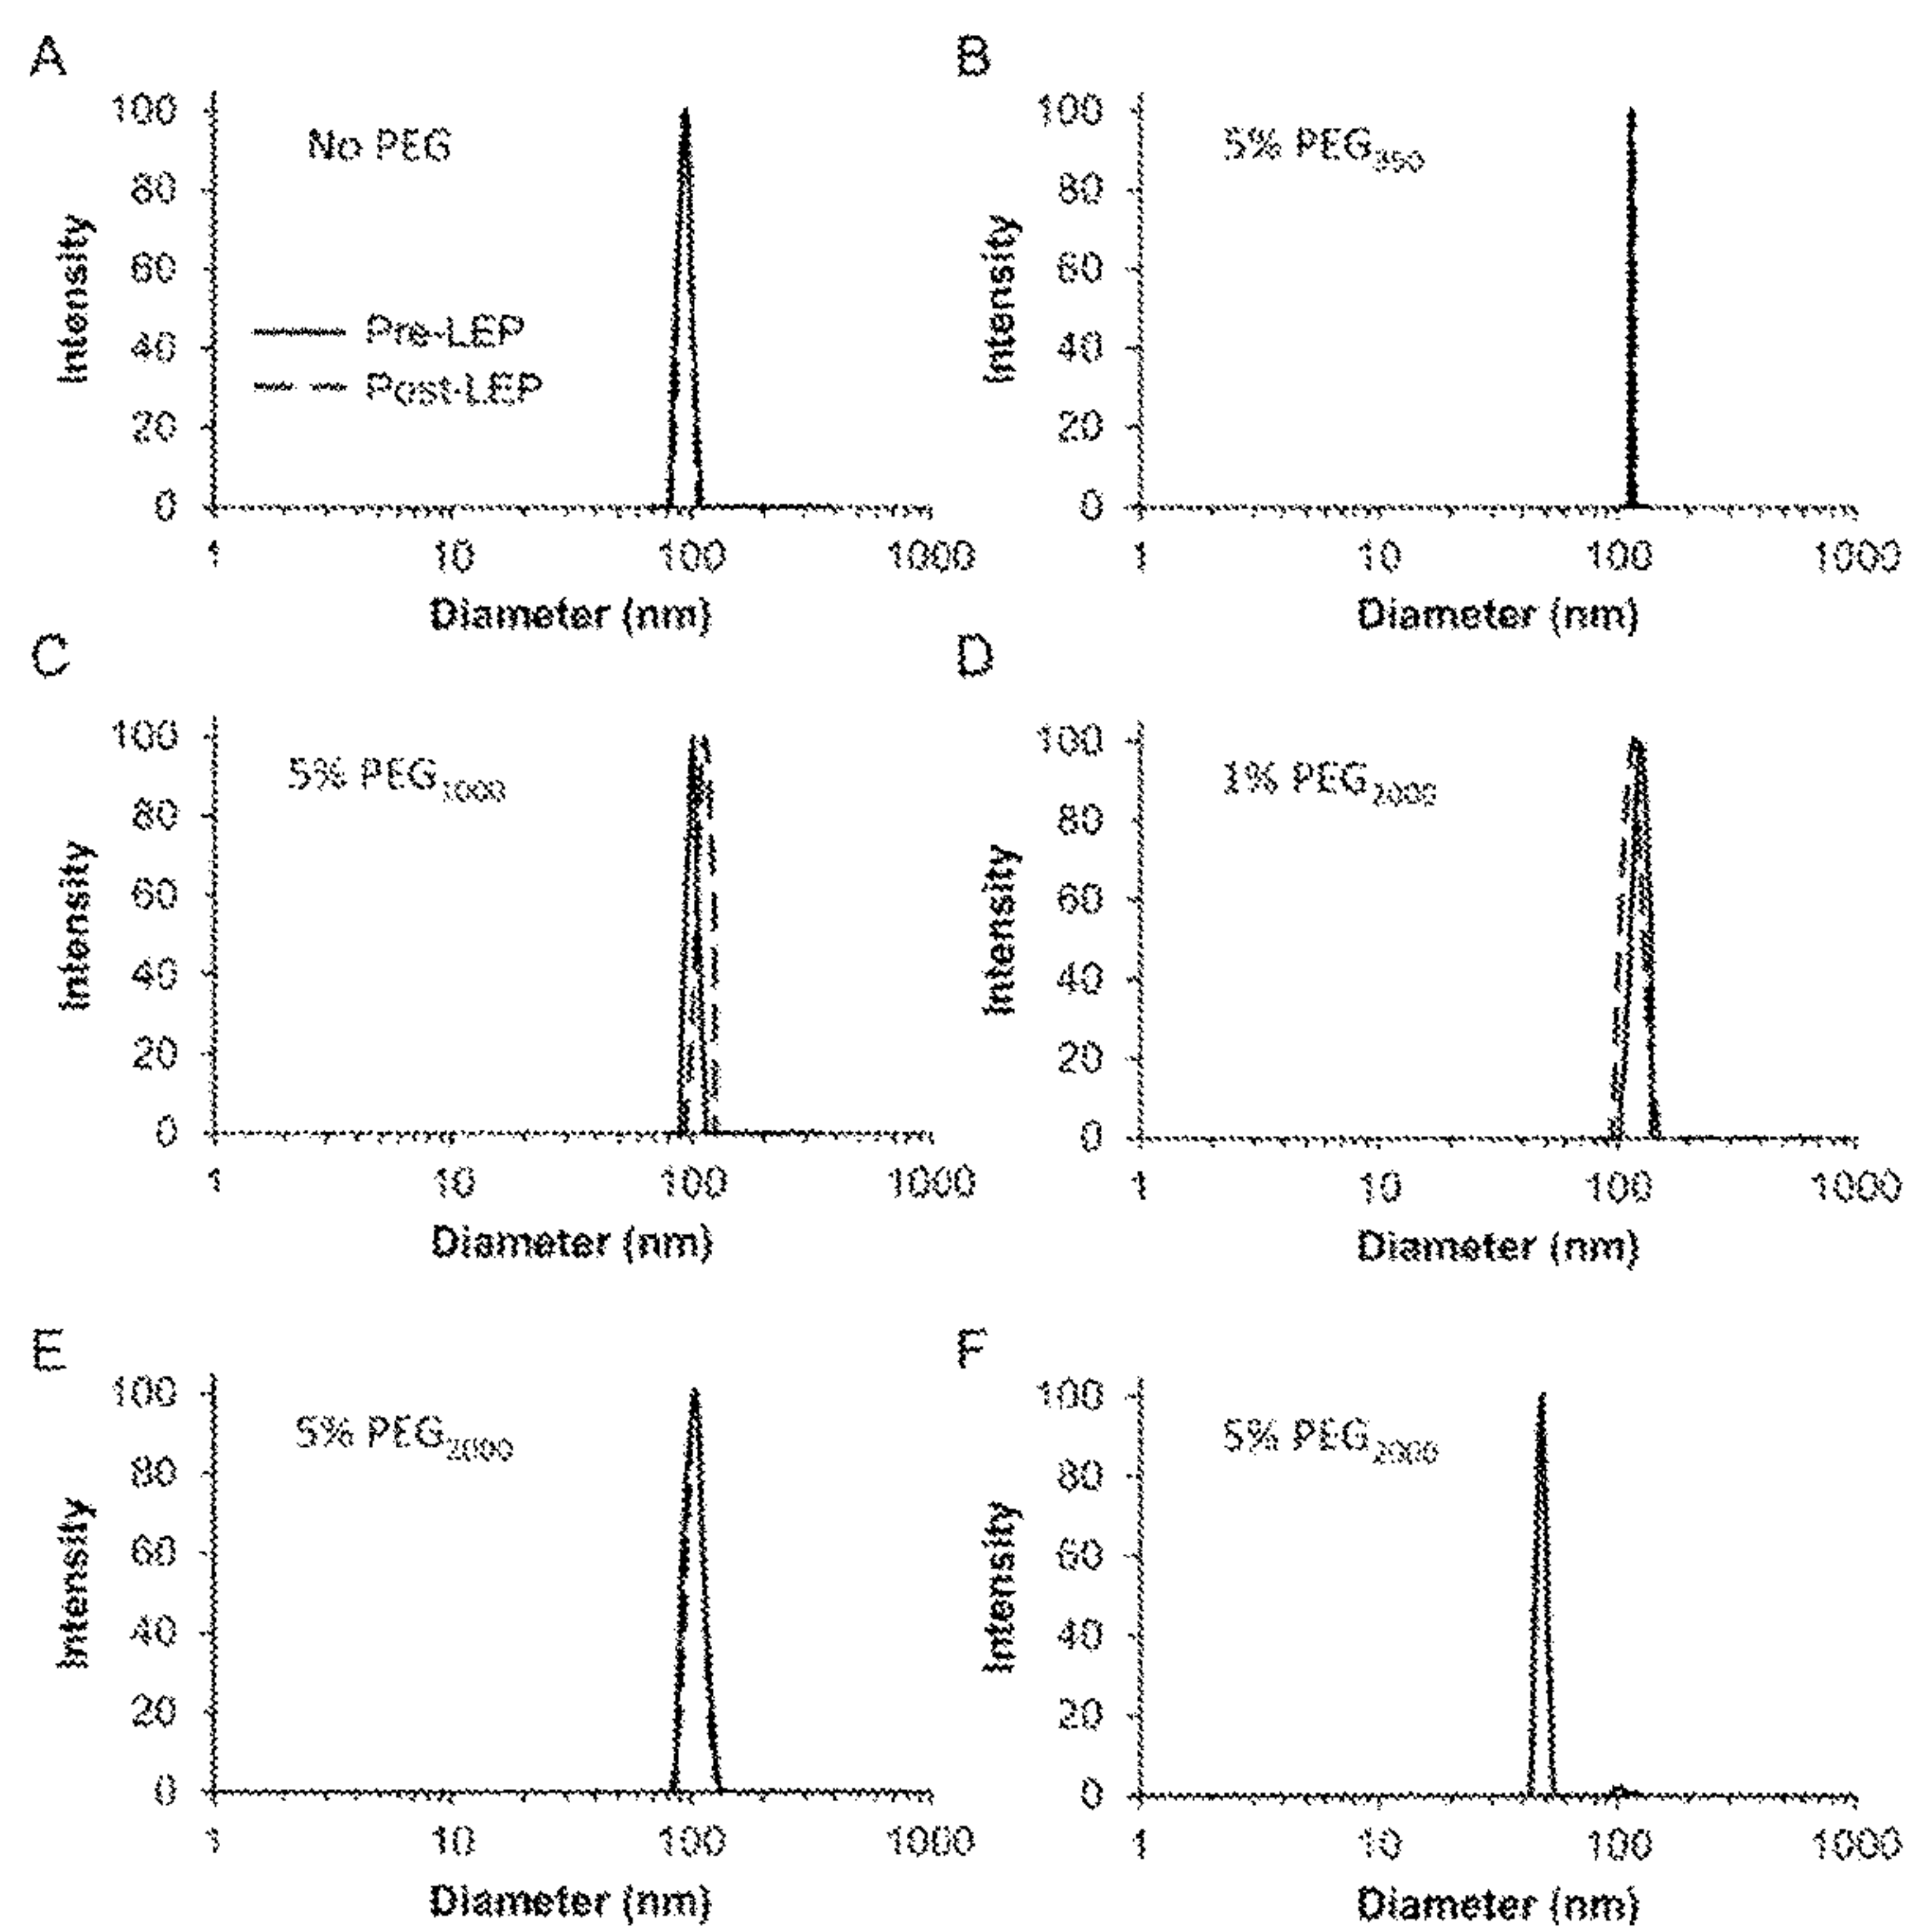 A
100
80
60
40
20
0
Intensity
No PEG
Pre-LEP
Post-LEP
1 10 100 1000
Diameter (nm)
B
100
80
60
40
20
0
Intensity
5% PEG350
1 10 100 1000
Diameter (nm)
C
100
80
60
40
20
0
Intensity
5% PEG1000
1 10 100 1000
Diameter (nm)
D
100
80
60
40
20
0
Intensity
1% PEG2000
1 10 100 1000
Diameter (nm)
E
100
80
60
40
20
0
Intensity
5% PEG2000
1 10 100 1000
Diameter (nm)
F
100
80
60
40
20
0
Intensity
5% PEG2000
1 10 100 1000
Diameter (nm)